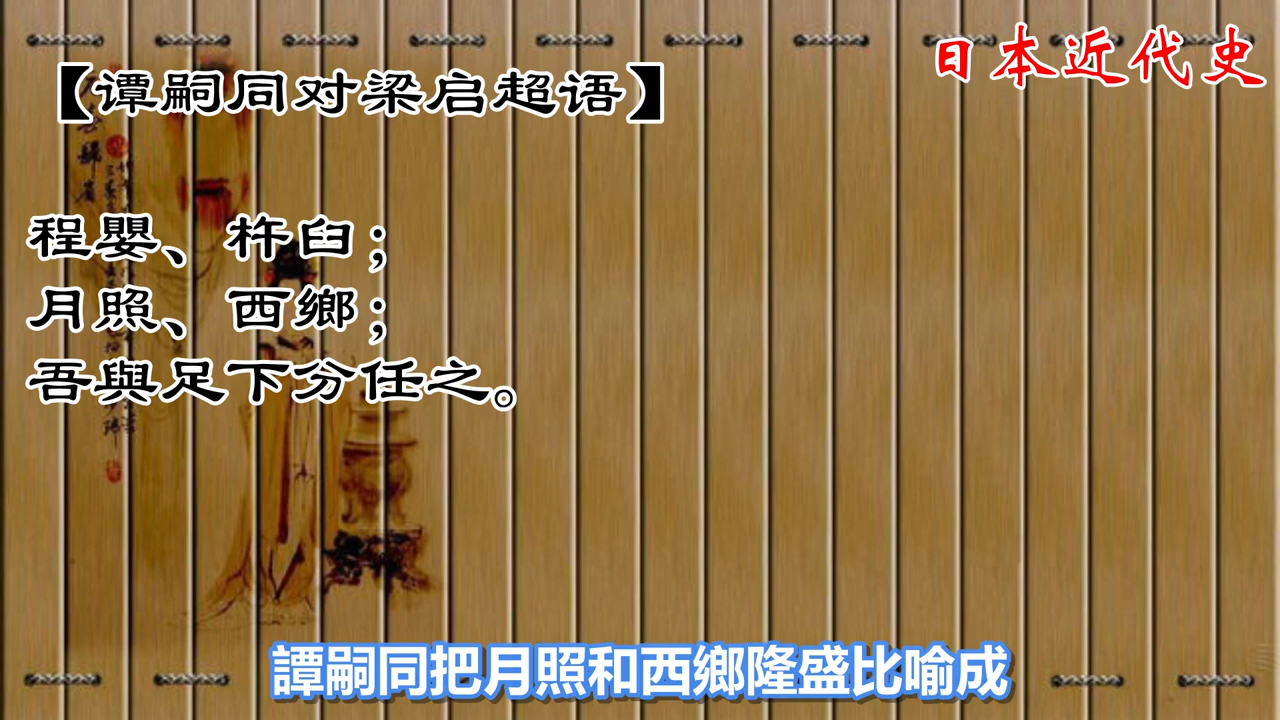 日本近代史
【谭嗣同对梁启超语】
程嬰、杵臼；
月照、西鄉；
吾與足下分任之。
譚嗣同把月照和西鄉隆盛比喻成